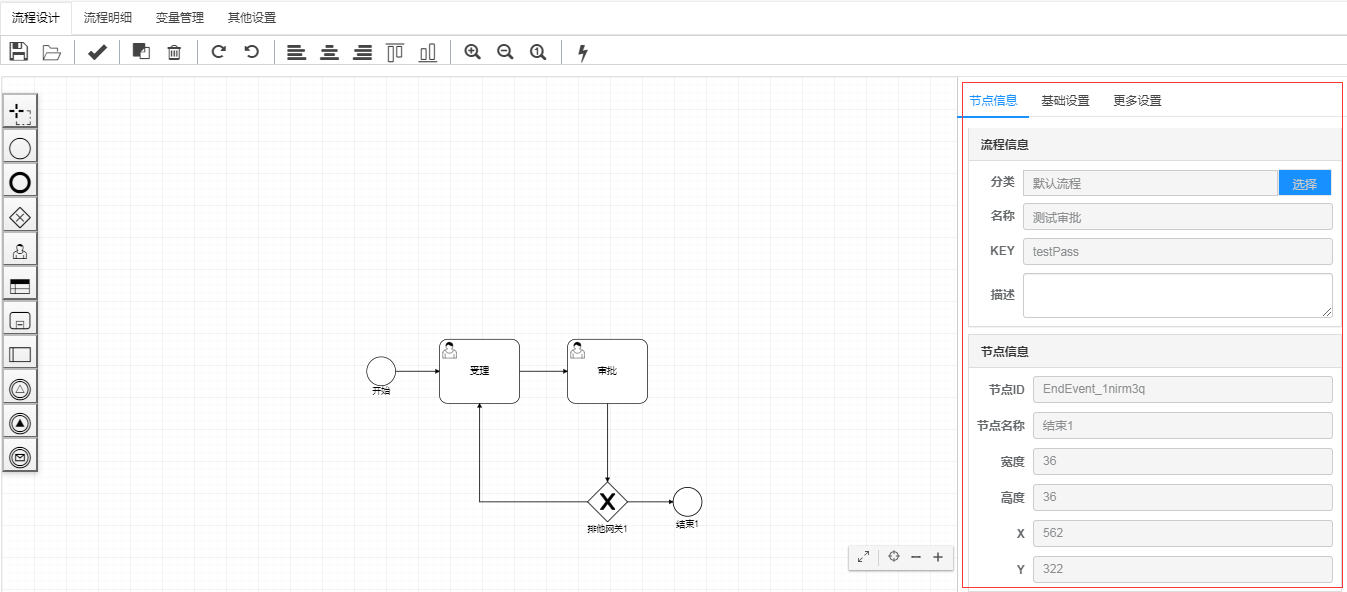 流程设计 流程明细 变量管理 其他设置
节点信息 基础设置 更多设置
流程信息
分类 默认流程 选择
名称 测试审批
KEY testPass
描述
节点信息
节点ID EndEvent_1nirm3q
节点名称 结束1
宽度 36
高度 36
X 562
Y 322
开始
受理
审批
排他网关1
结束1